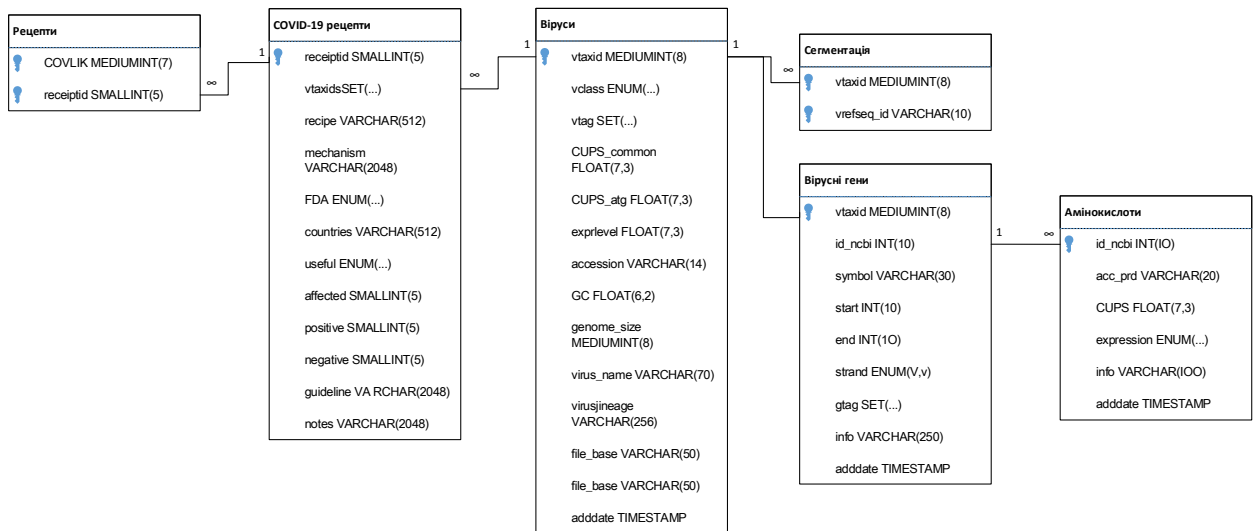 Рецепти
COVLIK MEDIUMINT(7)
receiptid SMALLINT(5)
∞
1
COVID-19 рецепти
receiptid SMALLINT(5)
vtaxidsSET(...)
recipe VARCHAR(512)
mechanism
VARCHAR(2048)
FDA ENUM(...)
countries VARCHAR(512)
useful ENUM(...)
affected SMALLINT(5)
positive SMALLINT(5)
negative SMALLINT(5)
guideline VA RCHAR(2048)
notes VARCHAR(2048)
∞
1
Віруси
vtaxid MEDIUMINT(8)
vclass ENUM(...)
vtag SET(...)
CUPS_common
FLOAT(7,3)
CUPS_atg FLOAT(7,3)
exprlevel FLOAT(7,3)
accession VARCHAR(14)
GC FLOAT(6,2)
genome_size
MEDIUMINT(8)
virus_name VARCHAR(70)
virusjineage
VARCHAR(256)
file_base VARCHAR(50)
file_base VARCHAR(50)
adddate TIMESTAMP
1
∞
Сегментація
vtaxid MEDIUMINT(8)
vrefseq_id VARCHAR(10)
Вірусні гени
vtaxid MEDIUMINT(8)
id_ncbi INT(10)
symbol VARCHAR(30)
start INT(10)
end INT(1O)
strand ENUM(V,v)
gtag SET(...)
info VARCHAR(250)
adddate TIMESTAMP
1
∞
Амінокислоти
id_ncbi INT(IO)
acc_prd VARCHAR(20)
CUPS FLOAT(7,3)
expression ENUM(...)
info VARCHAR(IOO)
adddate TIMESTAMP